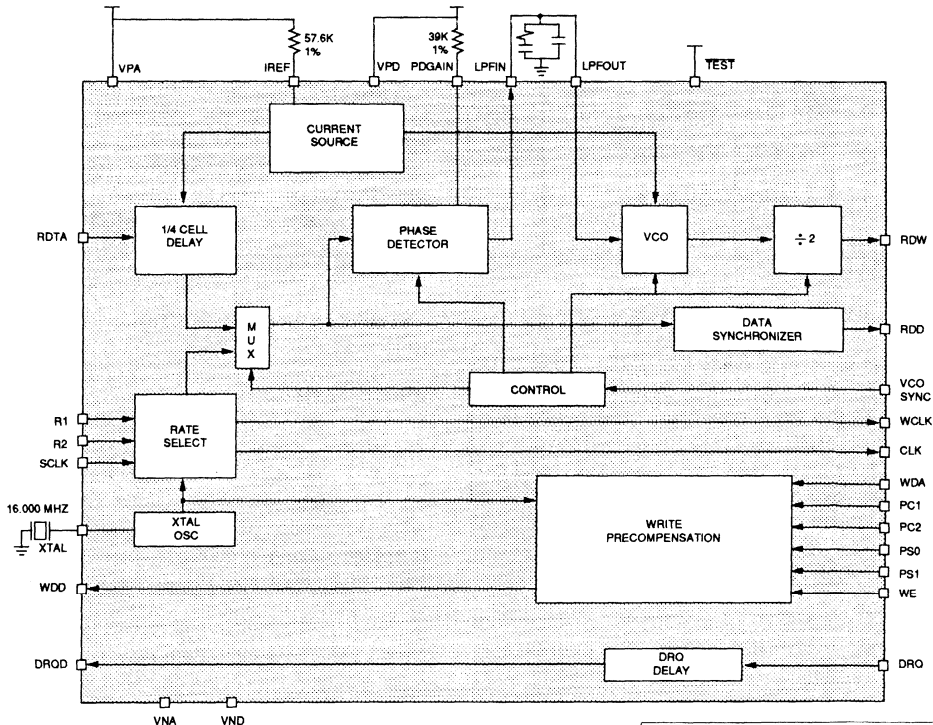 57.6K
1%
39K
1%
VPA
IREF
VPD
PDGAIN
LPFIN
LPFOUT
TEST
CURRENT
SOURCE
RDTA
1/4 CELL
DELAY
PHASE
DETECTOR
VCO
÷ 2
RDW
M
U
X
DATA
SYNCHRONIZER
RDD
CONTROL
VCO
SYNC
R1
R2
SCLK
RATE
SELECT
WCLK
CLK
16.000 MHZ
XTAL
XTAL
OSC
WRITE
PRECOMPENSATION
WDA
PC1
PC2
PS0
PS1
WE
WDD
DRQD
DRQ
DELAY
DRQ
VNA
VND